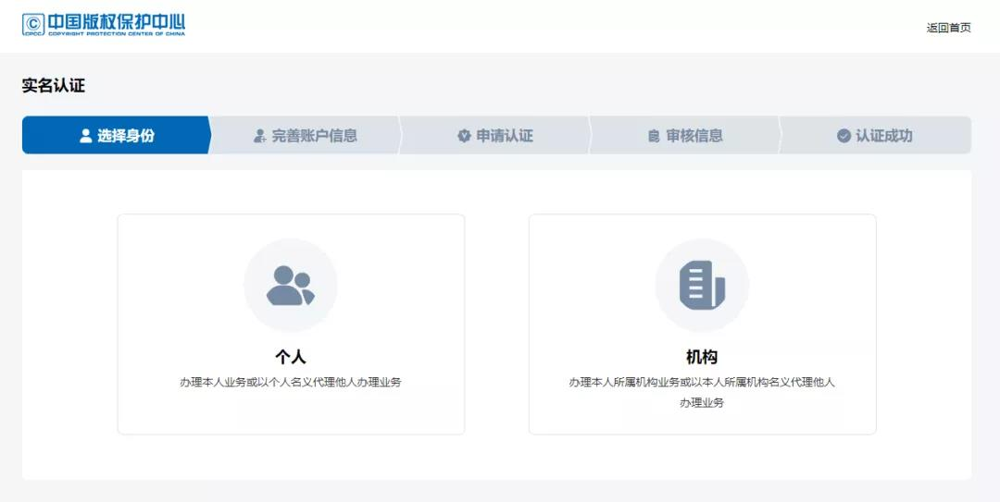 中国版权保护中心
CPCC COPYRIGHT PROTECTION CENTER OF CHINA
返回首页
实名认证
选择身份 完善账户信息 申请认证 审核信息 认证成功
个人
办理本人业务或以个人名义代理他人办理业务
机构
办理本人所属机构业务或以本人所属机构名义代理他人
办理业务